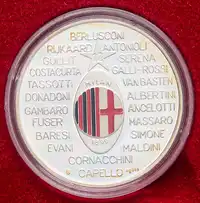 BERLUSCONI
RIJKAARD ANTONIOLI
GULLIT SERENA
COSTACURTA GALLI-ROSSI
TASSOTTI MILAN VAN BASTEN
DONADONI ALBERTINI
GAMBARO ANCELOTTI
FUSER MASSARO
BARESI SIMONE
EVANI MALDINI
CORNACCHINI
CAPELLO